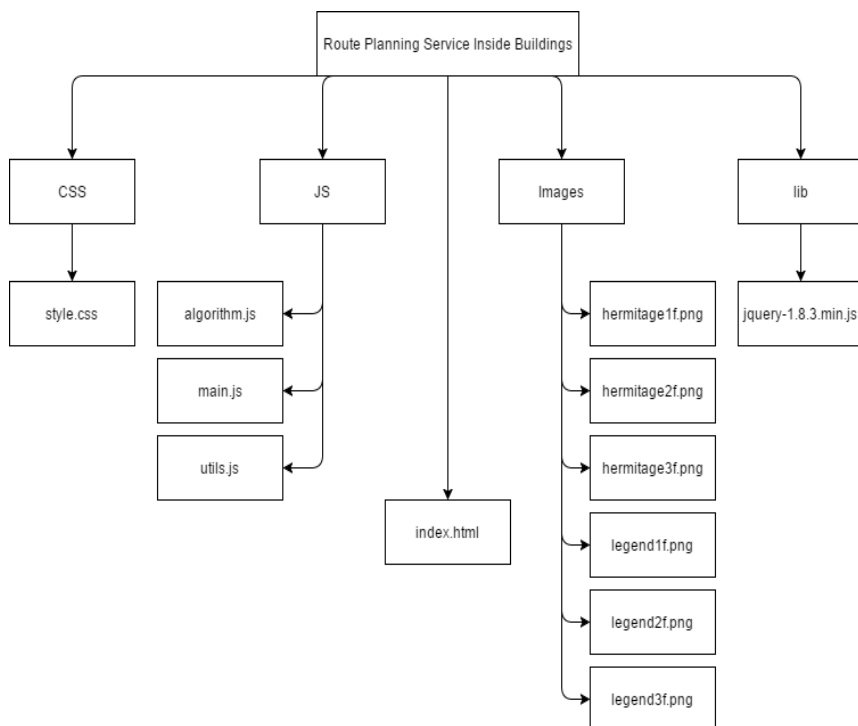 Route Planning Service Inside Buildings
CSS
JS
Images
lib
style.css
algorithm.js
hermitage1f.png
jquery-1.8.3.min.js
main.js
hermitage2f.png
utils.js
hermitage3f.png
index.html
legend1f.png
legend2f.png
legend3f.png